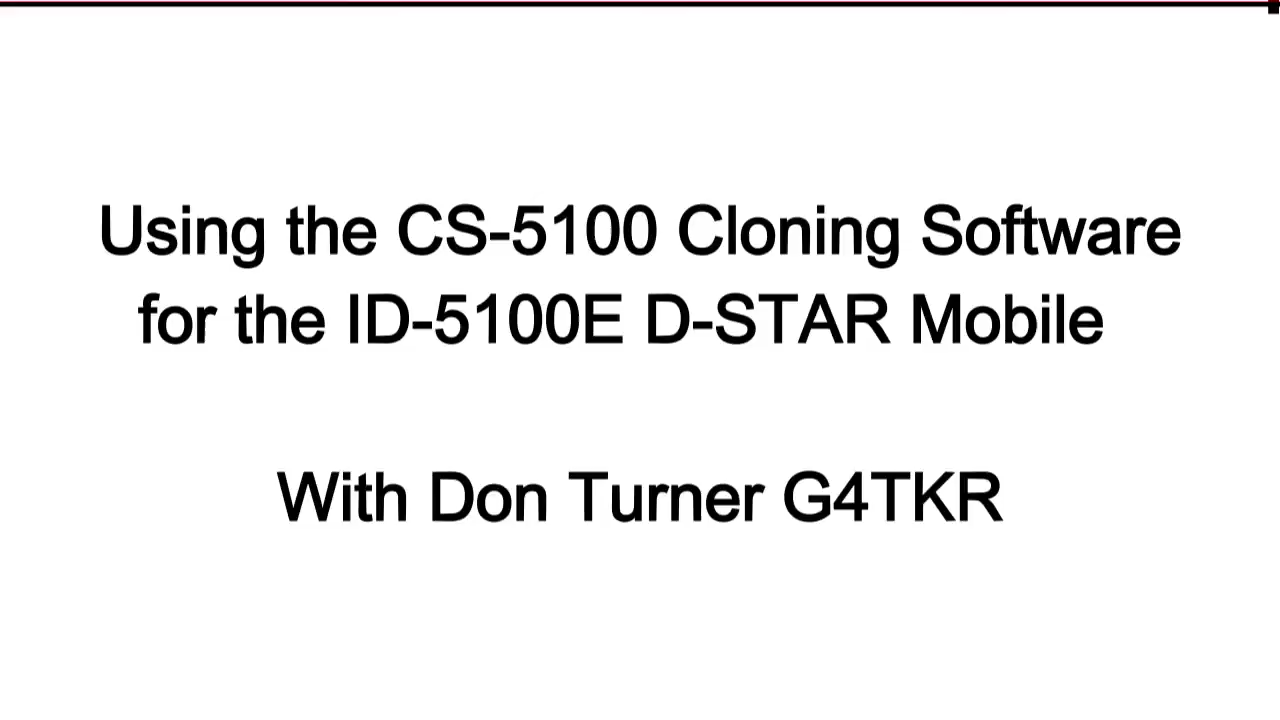 Using the CS-5100 Cloning Software
for the ID-5100E D-STAR Mobile
With Don Turner G4TKR